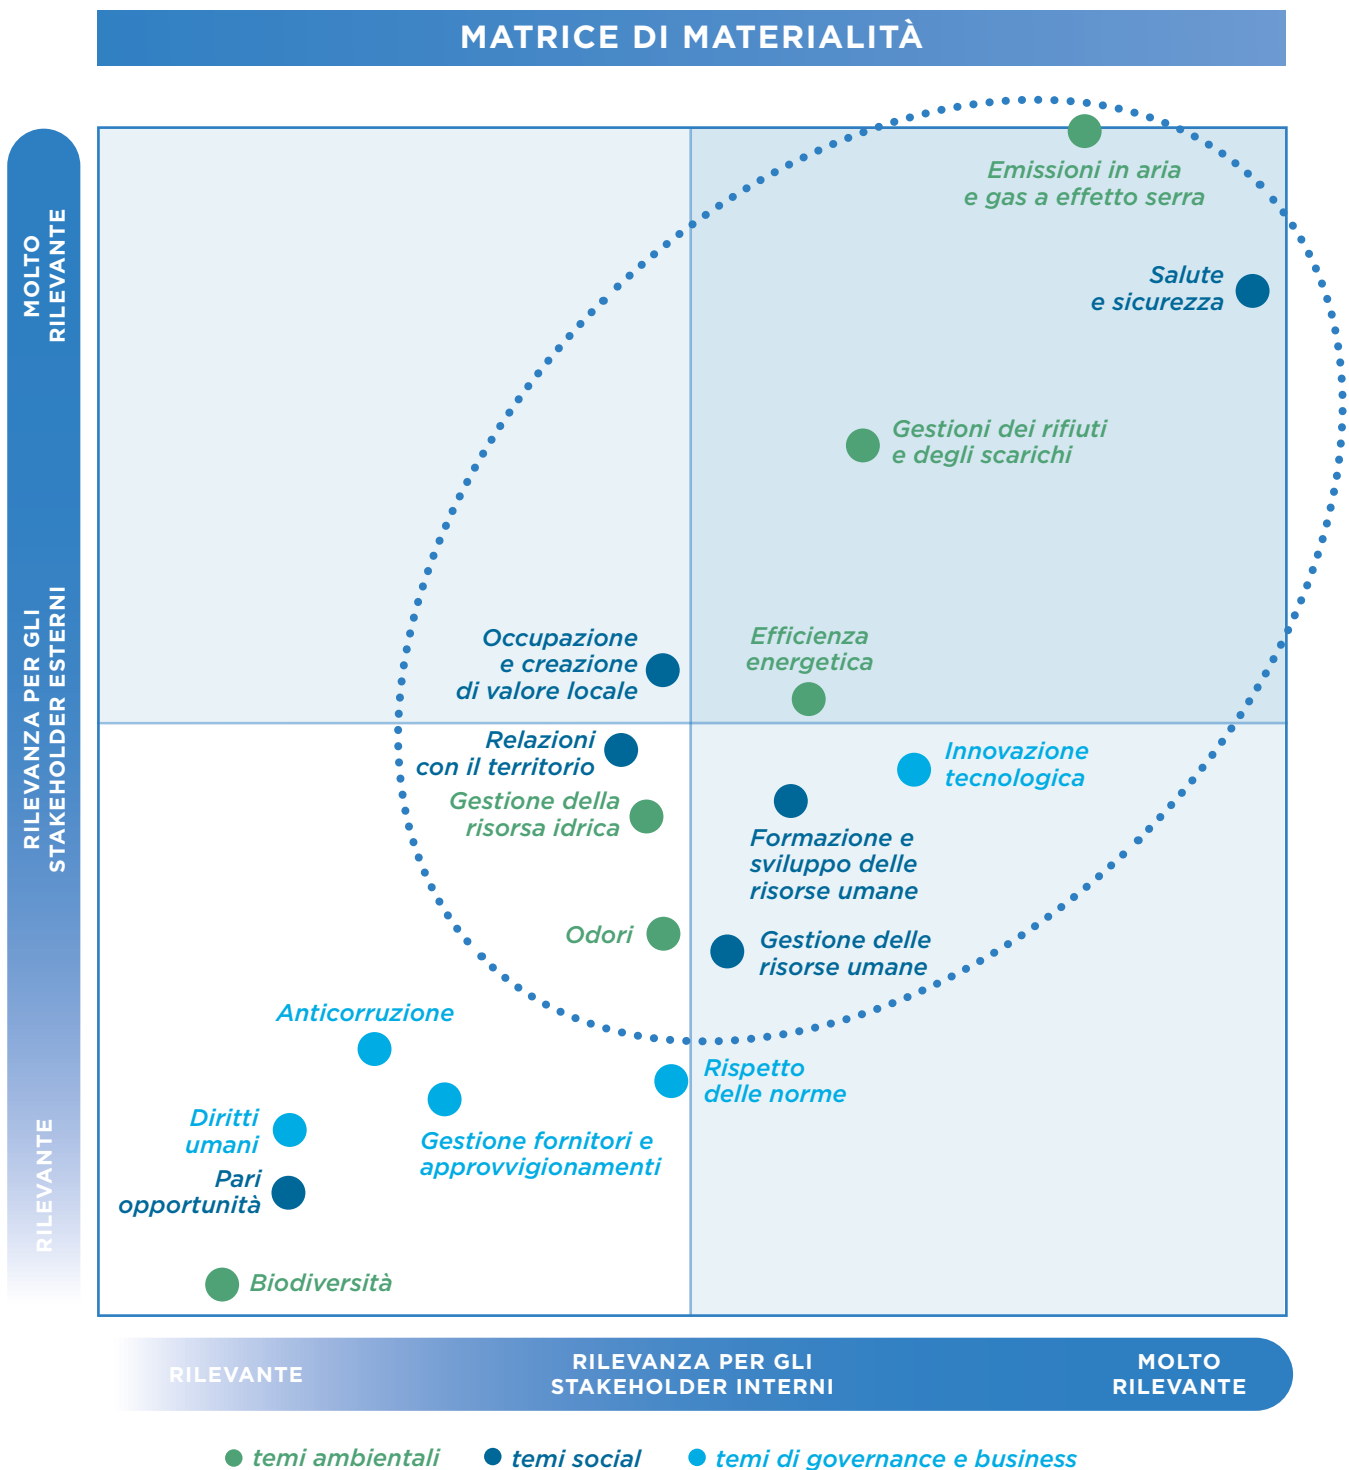 MATRICE DI MATERIALITÀ
MOLTO
RILEVANTE
RILEVANZA PER GLI
STAKEHOLDER ESTERNI
RILEVANTE
Emissioni in aria
e gas a effetto serra
Salute
e sicurezza
Gestioni dei rifiuti
e degli scarichi
Occupazione
e creazione
di valore locale
Efficienza
energetica
Relazioni
con il territorio
Innovazione
tecnologica
Gestione della
risorsa idrica
Formazione e
sviluppo delle
risorse umane
Odori
Gestione delle
risorse umane
Anticorruzione
Rispetto
delle norme
Diritti
umani
Gestione fornitori e
approvvigionamenti
Pari
opportunità
Biodiversità
RILEVANTE
RILEVANZA PER GLI
STAKEHOLDER INTERNI
MOLTO
RILEVANTE
temi ambientali
temi social
temi di governance e business